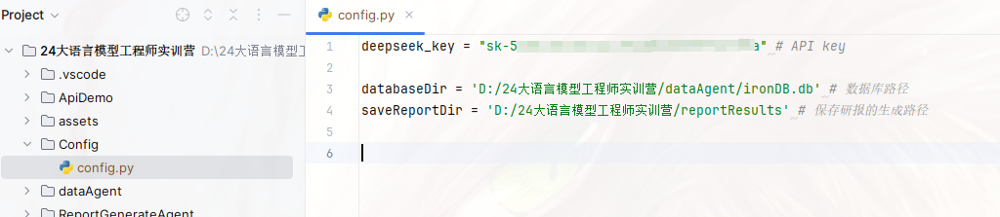 Project
config.py
24大语言模型工程师实训营 D:\24大语言模型工
.vscode
ApiDemo
assets
Config
config.py
dataAgent
ReportGenerateAgent
1 deepseek_key = "sk-5 a" # API key
2
3 databaseDir = 'D:/24大语言模型工程师实训营/dataAgent/ironDB.db' # 数据库路径
4 saveReportDir = 'D:/24大语言模型工程师实训营/reportResults' # 保存研报的生成路径
5
6